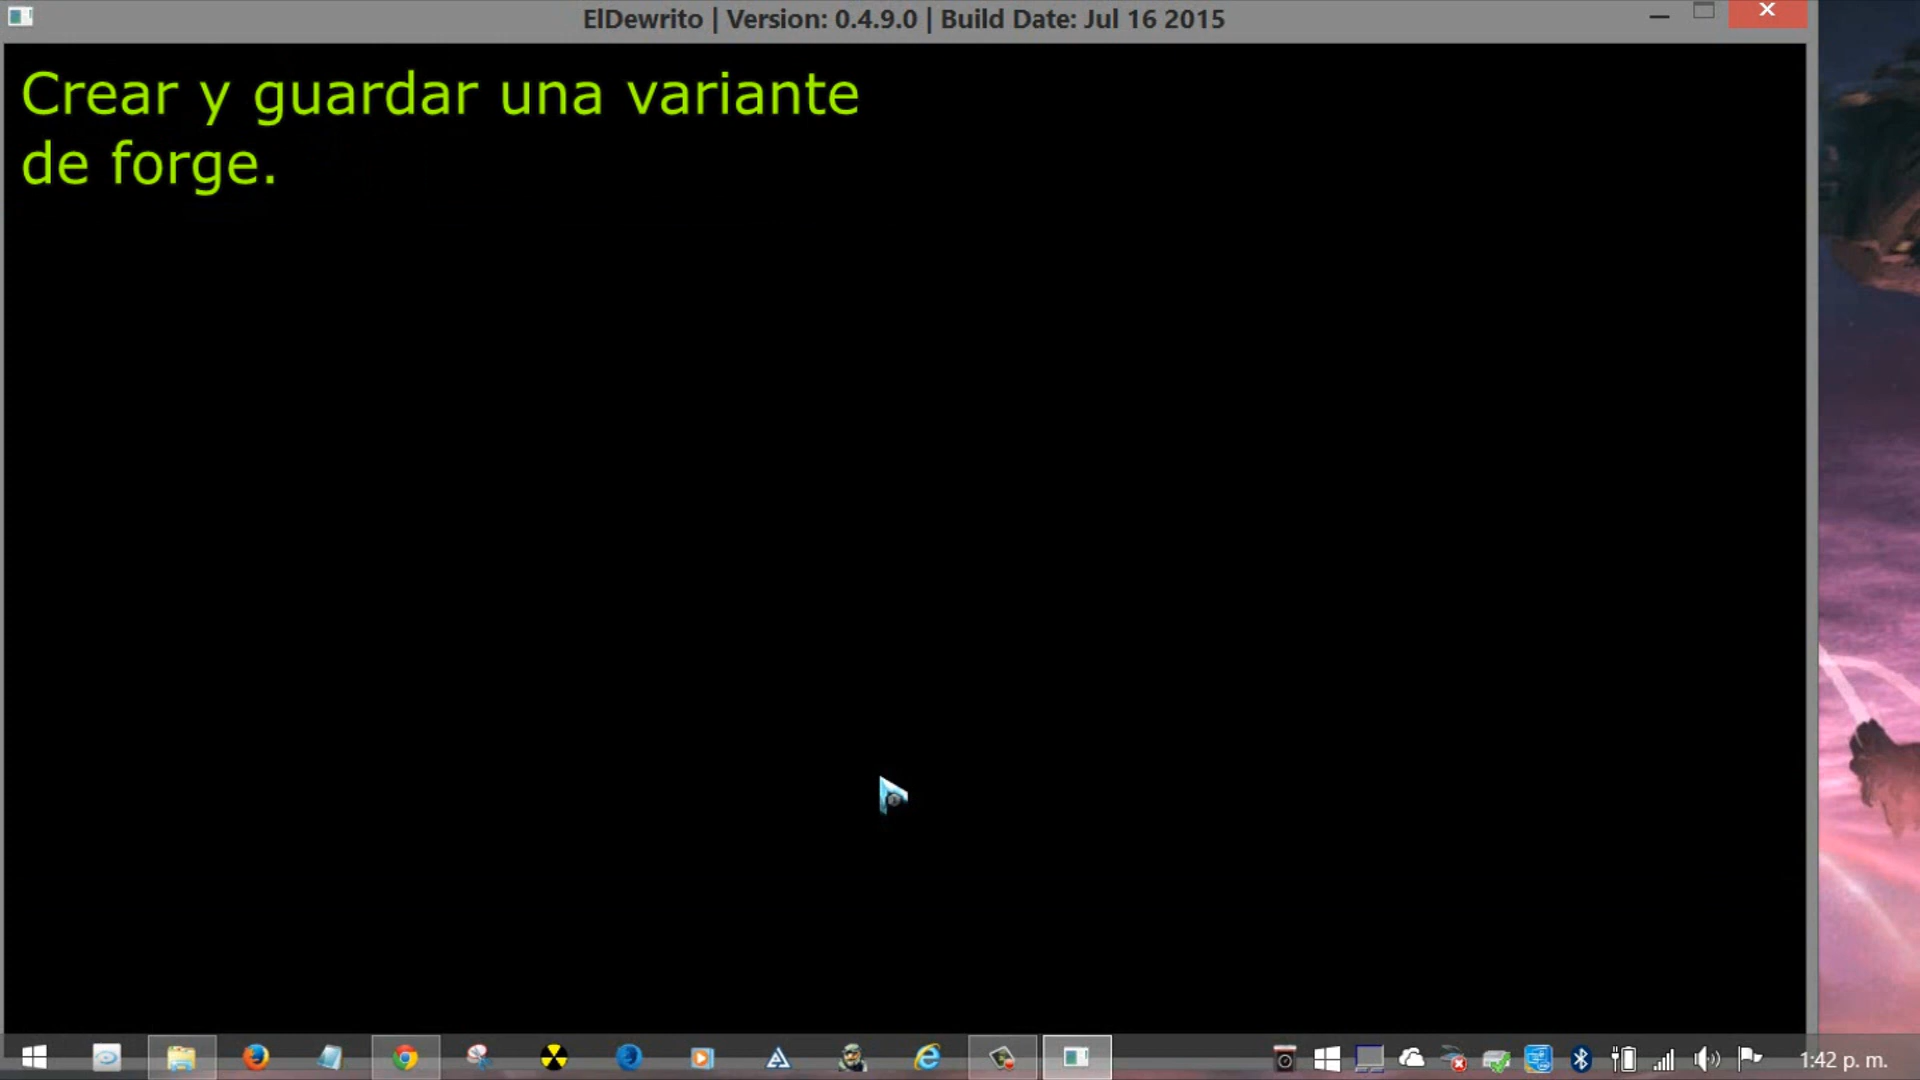 ElDewrito | Version: 0.4.9.0 | Build Date: Jul 16 2015
Crear y guardar una variante
de forge.
1:42 p. m.